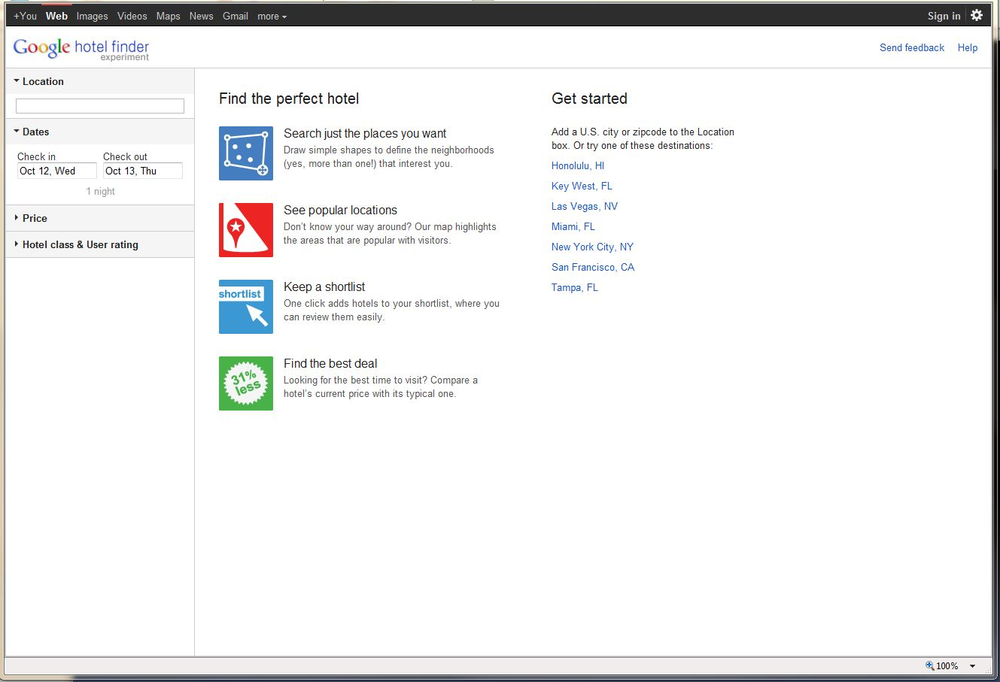 +You Web Images Videos Maps News Gmail more
Sign in
Google hotel finder
experiment
Send feedback Help
Location
Dates
Check in Check out
Oct 12, Wed Oct 13, Thu
1 night
Price
Hotel class & User rating
Find the perfect hotel
Search just the places you want
Draw simple shapes to define the neighborhoods
(yes, more than one!) that interest you.
See popular locations
Don't know your way around? Our map highlights
the areas that are popular with visitors.
shortlist
Keep a shortlist
One click adds hotels to your shortlist, where you
can review them easily.
31%
less
Find the best deal
Looking for the best time to visit? Compare a
hotel's current price with its typical one.
Get started
Add a U.S. city or zipcode to the Location
box. Or try one of these destinations:
Honolulu, HI
Key West, FL
Las Vegas, NV
Miami, FL
New York City, NY
San Francisco, CA
Tampa, FL
100%